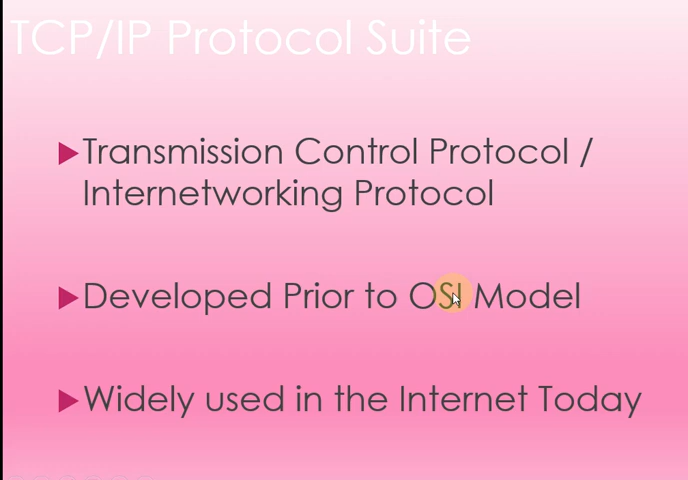 TCP/IP Protocol Suite
Transmission Control Protocol /
Internetworking Protocol
Developed Prior to OSI Model
Widely used in the Internet Today